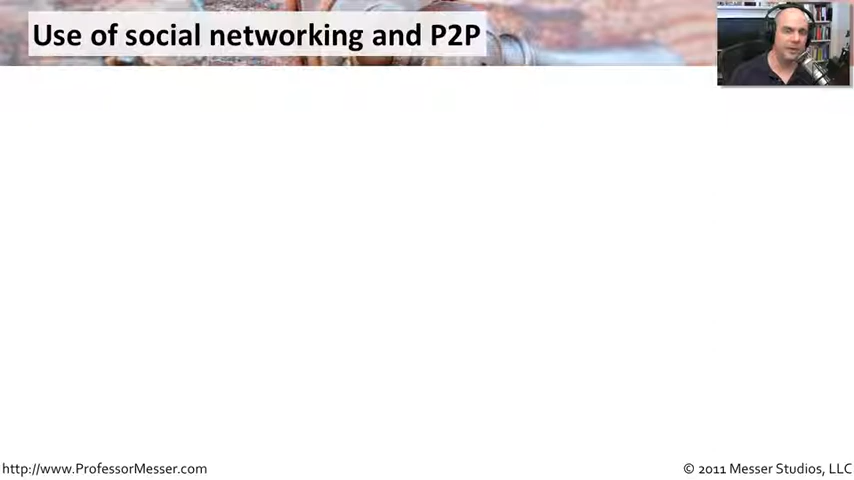 Use of social networking and P2P
http://www.ProfessorMesser.com
© 2011 Messer Studios, LLC